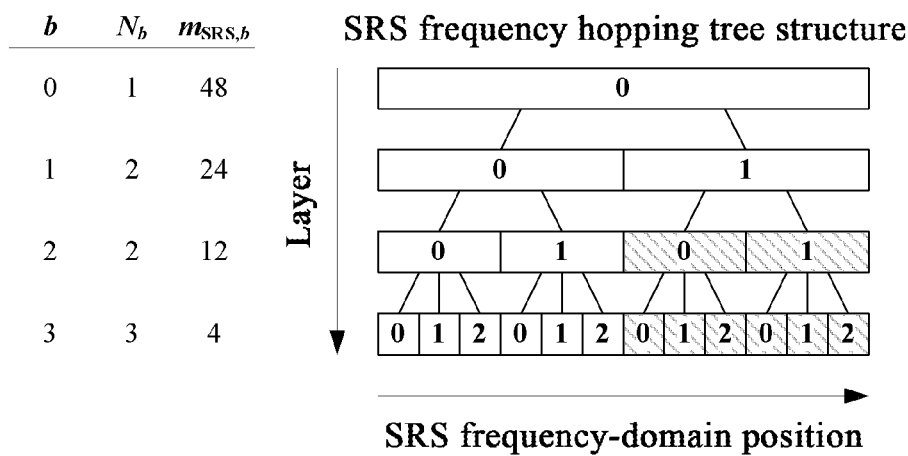 b N_b m_SRS,b SRS frequency hopping tree structure
0 1 48 0
1 2 24 0 1
Layer
2 2 12 0 1 0 1
3 3 4 0 1 2 0 1 2 0 1 2 0 1 2
SRS frequency-domain position